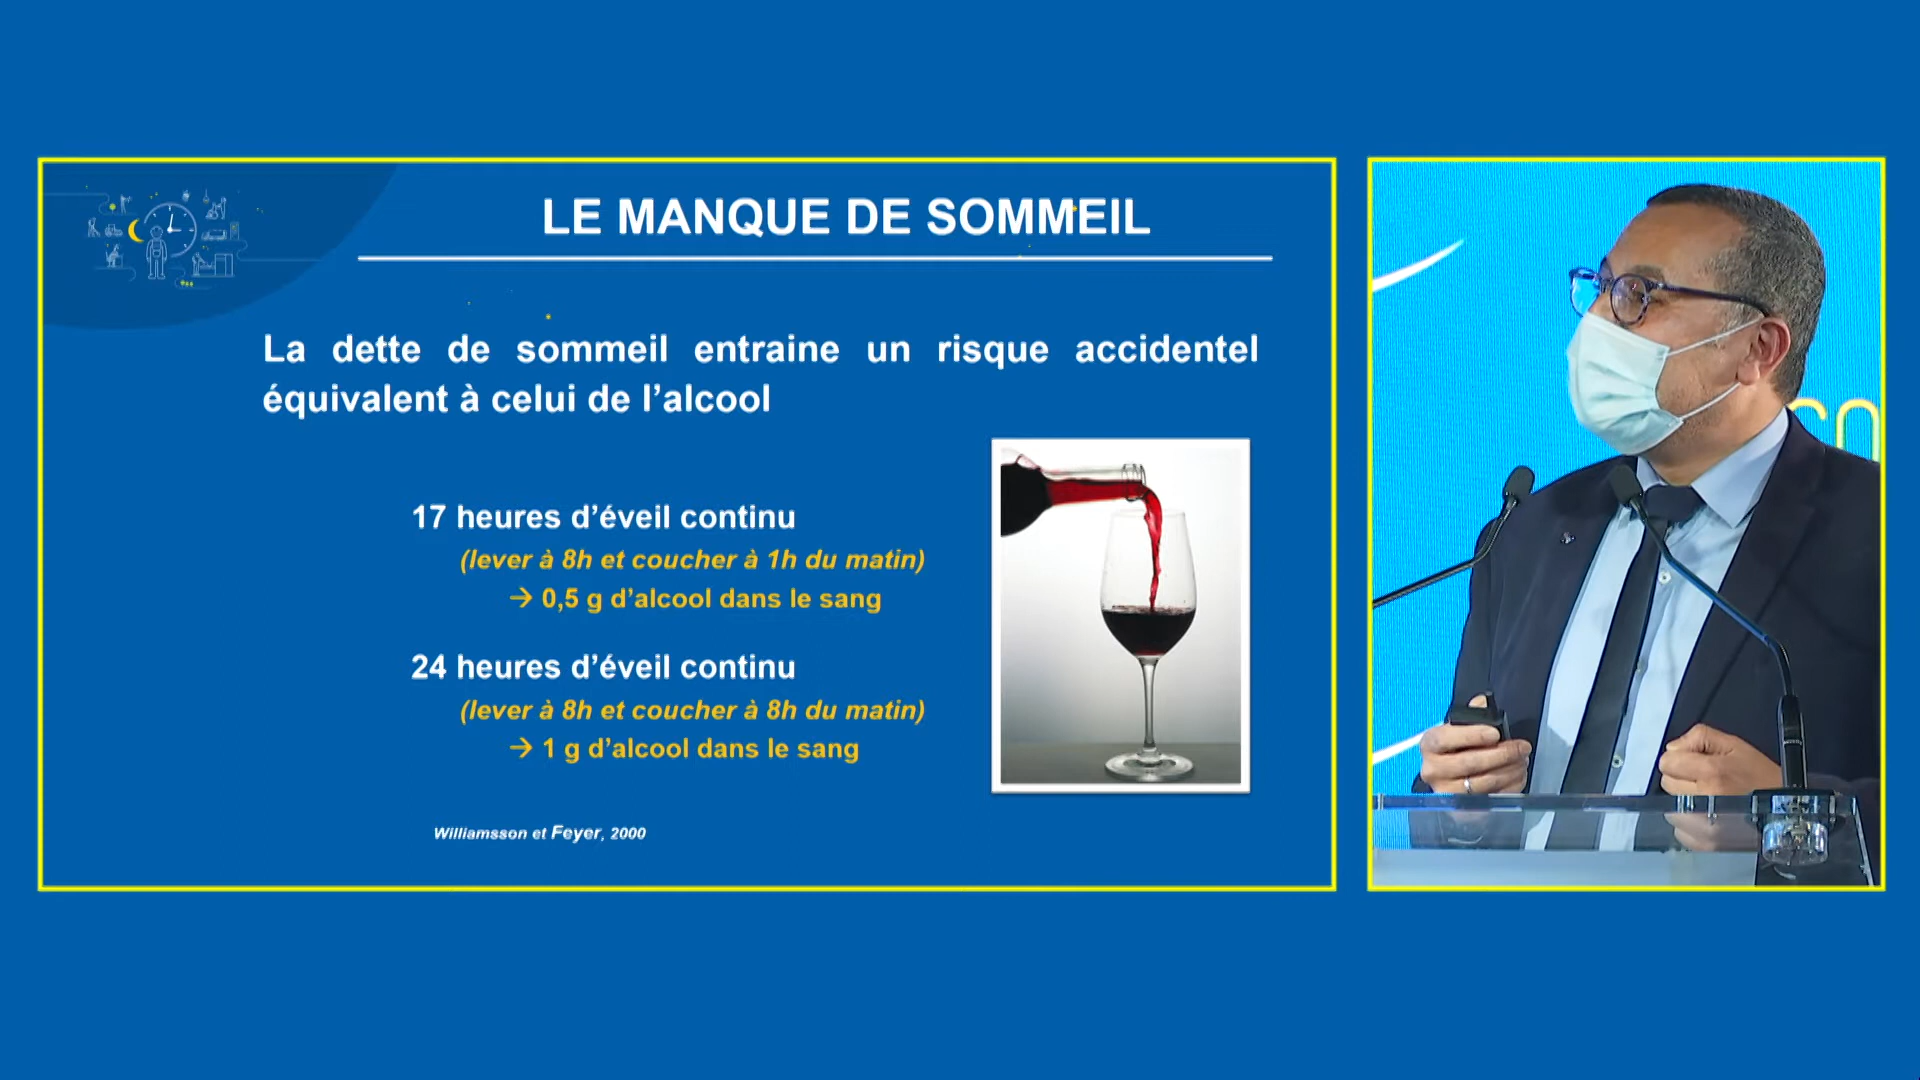 LE MANQUE DE SOMMEIL
La dette de sommeil entraine un risque accidentel
équivalent à celui de l’alcool
17 heures d’éveil continu
(lever à 8h et coucher à 1h du matin)
→ 0,5 g d’alcool dans le sang
24 heures d’éveil continu
(lever à 8h et coucher à 8h du matin)
→ 1 g d’alcool dans le sang
Williamsson et Feyer, 2000